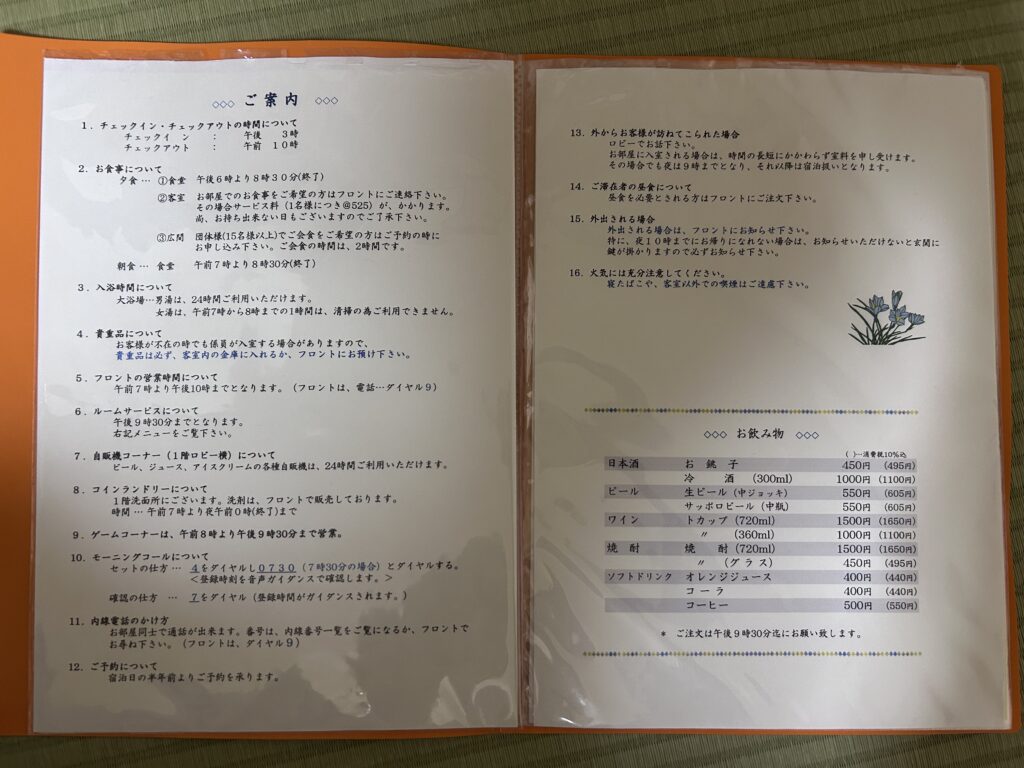 ◇◇◇ ご案内 ◇◇◇
1．チェックイン・チェックアウトの時間について
チェックイン ： 午後 3時
チェックアウト ： 午前 10時
2．お食事について
夕食… ①食堂 午後6時より8時30分(終了)
②客室 お部屋でのお食事をご希望の方はフロントにご連絡下さい。
その場合サービス料（1名様につき@525）が、かかります。
尚、お持ち出来ない日もございますのでご了承下さい。
③広間 団体様(15名様以上)でご会食をご希望の方はご予約の時に
お申し込み下さい。ご会食の時間は、2時間です。
朝食… 食堂 午前7時より8時30分(終了)
3．入浴時間について
大浴場…男湯は、24時間ご利用いただけます。
女湯は、午前7時から8時までの1時間は、清掃の為ご利用できません。
4．貴重品について
お客様が不在の時でも係員が入室する場合がありますので、
貴重品は必ず、客室内の金庫に入れるか、フロントにお預け下さい。
5．フロントの営業時間について
午前7時より午後10時までとなります。（フロントは、電話…ダイヤル9）
6．ルームサービスについて
午後9時30分までとなります。
右記メニューをご覧下さい。
7．自販機コーナー（1階ロビー横）について
ビール、ジュース、アイスクリームの各種自販機は、24時間ご利用いただけます。
8．コインランドリーについて
1階洗面所にございます。洗剤は、フロントで販売しております。
時間 … 午前7時より夜午前0時(終了)まで
9．ゲームコーナーは、午前8時より午後9時30分まで営業。
10．モーニングコールについて
セットの仕方 … 4をダイヤルし0730（7時30分の場合）とダイヤルする。
＜登録時刻を音声ガイダンスで確認します。＞
確認の仕方 … 7をダイヤル（登録時間がガイダンスされます。）
11．内線電話のかけ方
お部屋同士で通話が出来ます。番号は、内線番号一覧をご覧になるか、フロントで
お尋ね下さい。（フロントは、ダイヤル9）
12．ご予約について
宿泊日の半年前よりご予約を承ります。
13．外からお客様が訪ねてこられた場合
ロビーでお話下さい。
お部屋に入室される場合は、時間の長短にかかわらず室料を申し受けます。
その場合でも夜は9時までとなり、それ以降は宿泊扱いとなります。
14．ご滞在者の昼食について
昼食を必要とされる方はフロントにご注文下さい。
15．外出される場合
外出される場合は、フロントにお知らせ下さい。
特に、夜10時までにお帰りになれない場合は、お知らせいただけないと玄関に
鍵が掛かりますので必ずお知らせ下さい。
16．火気には充分注意してください。
寝たばこや、客室以外での喫煙はご遠慮下さい。
◇◇◇ お飲み物 ◇◇◇
( )…消費税10%込
日本酒 お銚子 450円 （495円）
冷酒 （300ml） 1000円 （1100円）
ビール 生ビール（中ジョッキ） 550円 （605円）
サッポロビール（中瓶） 550円 （605円）
ワイン トカップ（720ml） 1500円 （1650円）
〃 （360ml） 1000円 （1100円）
焼酎 焼酎（720ml） 1500円 （1650円）
〃 （グラス） 450円 （495円）
ソフトドリンク オレンジジュース 400円 （440円）
コーラ 400円 （440円）
コーヒー 500円 （550円）
＊ ご注文は午後9時30分迄にお願い致します。